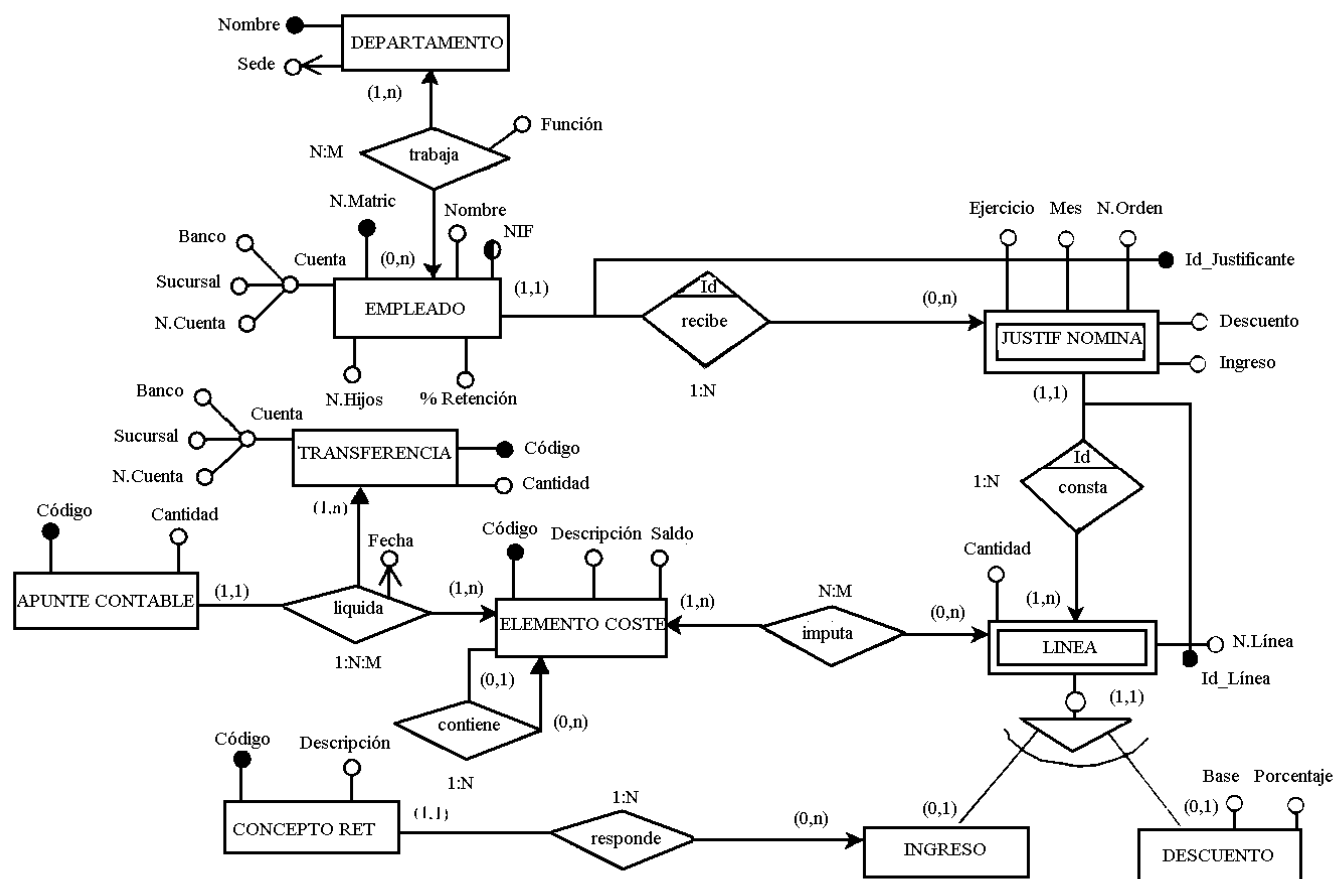 Nombre
DEPARTAMENTO
Sede
(1,n)
Función
N:M
trabaja
N.Matric
Nombre
NIF
Banco
Cuenta
(0,n)
Sucursal
N.Cuenta
EMPLEADO
(1,1)
N.Hijos
% Retención
Id
recibe
1:N
(0,n)
Ejercicio
Mes
N.Orden
Id_Justificante
JUSTIF NOMINA
Descuento
Ingreso
(1,1)
Banco
Cuenta
Sucursal
N.Cuenta
TRANSFERENCIA
Código
Cantidad
(1,n)
Id
consta
1:N
Código
Cantidad
APUNTE CONTABLE
(1,1)
Fecha
liquida
1:N:M
(1,n)
Código
Descripción
Saldo
ELEMENTO COSTE
(1,n)
N:M
imputa
(0,n)
Cantidad
(1,n)
LINEA
N.Línea
Id_Línea
(1,1)
(0,1)
contiene
(0,n)
1:N
Código
Descripción
CONCEPTO RET
(1,1)
1:N
responde
(0,n)
(0,1)
INGRESO
(0,1)
Base
Porcentaje
DESCUENTO